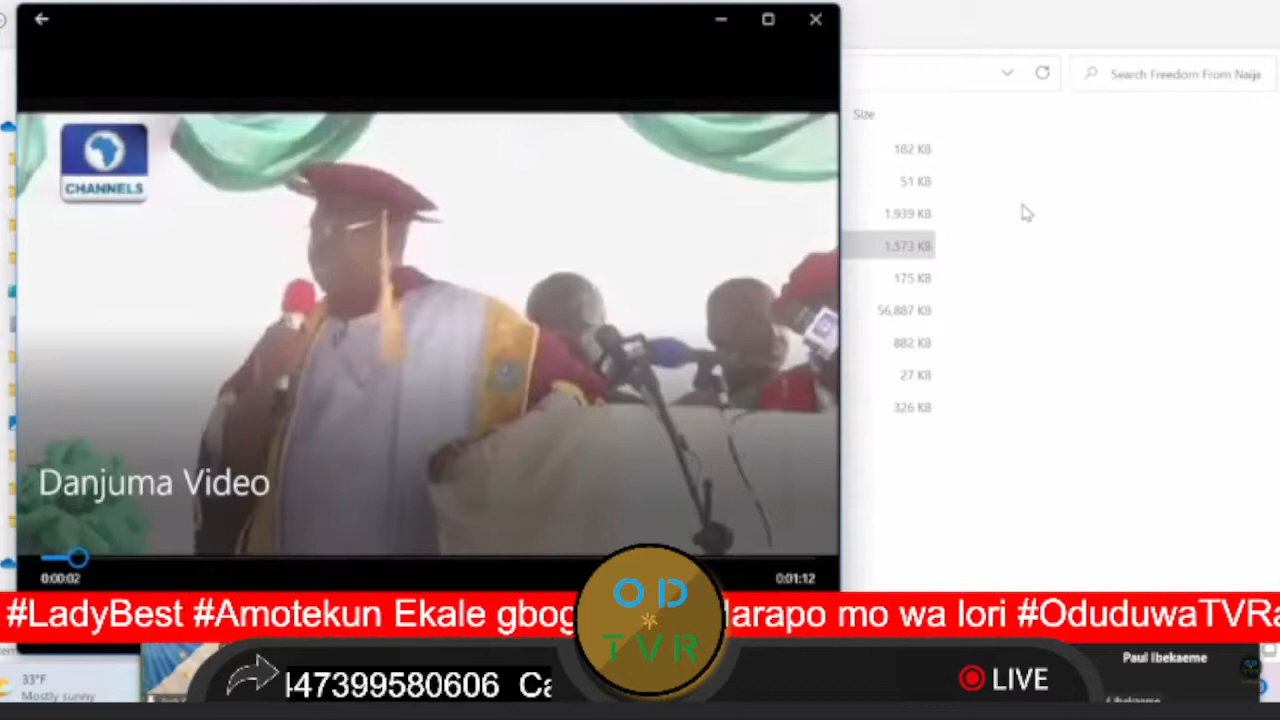 Search Freedom From Naija
Size
182 KB
51 KB
1,939 KB
1,573 KB
175 KB
56,887 KB
882 KB
27 KB
326 KB
CHANNELS
Danjuma Video
0:00:02
0:01:12
#LadyBest #Amotekun Ekale gbog
larapo mo wa lori #OduduwaTVRa
OD
TVR
447399580606 Ca
LIVE
Paul Ibekaeme
Ibekaeme
33°F
Mostly sunny